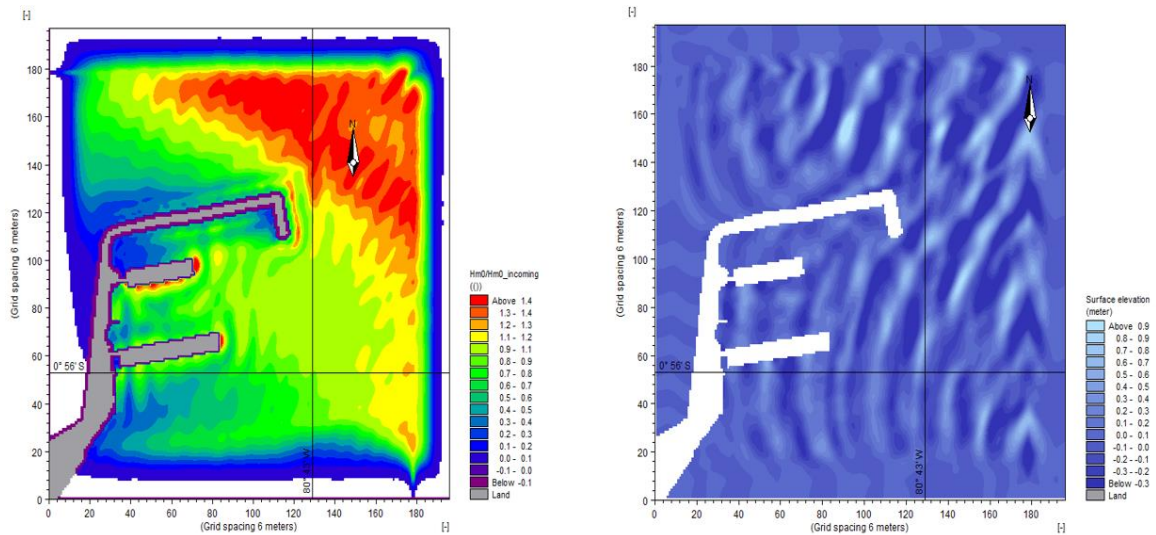 [-]
180
160
140
120
100
80
60
40
20
0
(Grid spacing 6 meters)
0° 56' S
80° 43' W
N
0 20 40 60 80 100 120 140 160 180
(Grid spacing 6 meters)
[-]
Hm0/Hm0_incoming
(())
Above 1.4
1.3 - 1.4
1.2 - 1.3
1.1 - 1.2
1.0 - 1.1
0.9 - 1.1
0.8 - 0.9
0.7 - 0.8
0.6 - 0.7
0.5 - 0.6
0.4 - 0.5
0.3 - 0.4
0.2 - 0.3
0.1 - 0.2
0.0 - 0.1
-0.1 - 0.0
Below -0.1
Land
[-]
180
160
140
120
100
80
60
40
20
0
(Grid spacing 6 meters)
0° 56' S
80° 43' W
N
0 20 40 60 80 100 120 140 160 180
(Grid spacing 6 meters)
[-]
Surface elevation
(meter)
Above 0.9
0.8 - 0.9
0.7 - 0.8
0.6 - 0.7
0.5 - 0.6
0.4 - 0.5
0.3 - 0.4
0.2 - 0.3
0.1 - 0.2
0.0 - 0.1
-0.1 - 0.0
-0.2 - -0.1
-0.3 - -0.2
Below -0.3
Land